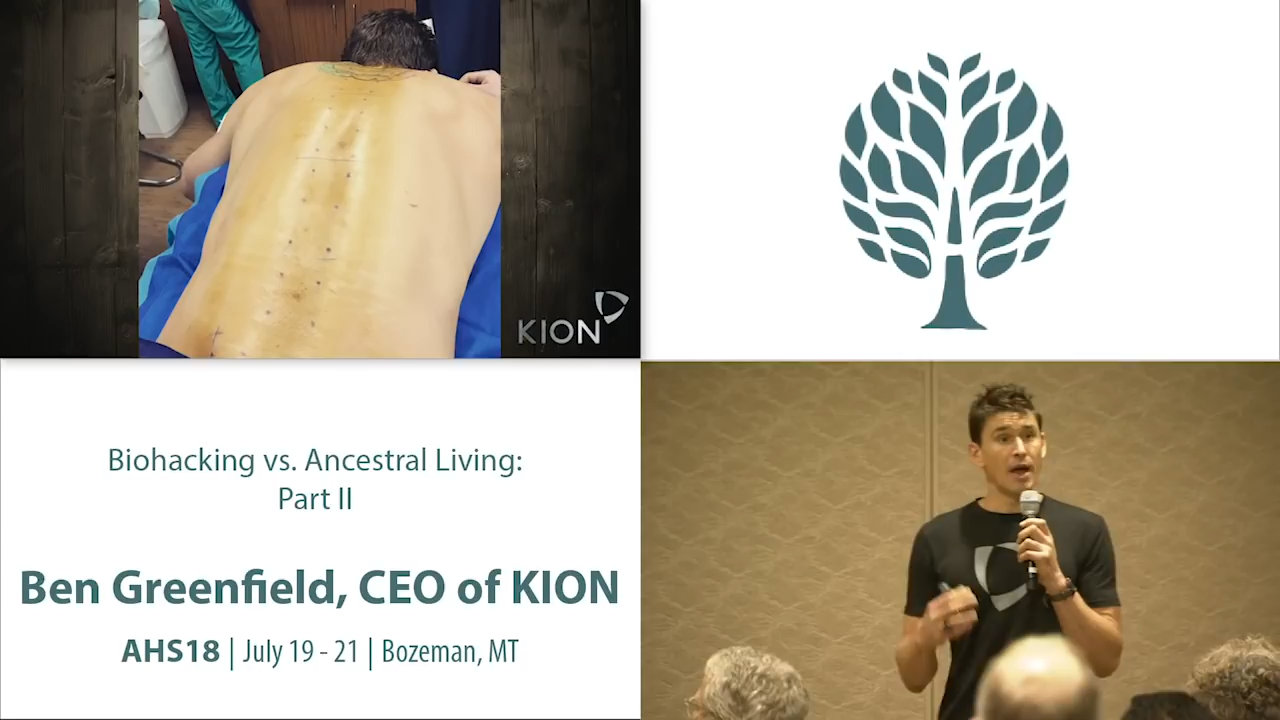 KION
Biohacking vs. Ancestral Living:
Part II
Ben Greenfield, CEO of KION
AHS18 | July 19 - 21 | Bozeman, MT